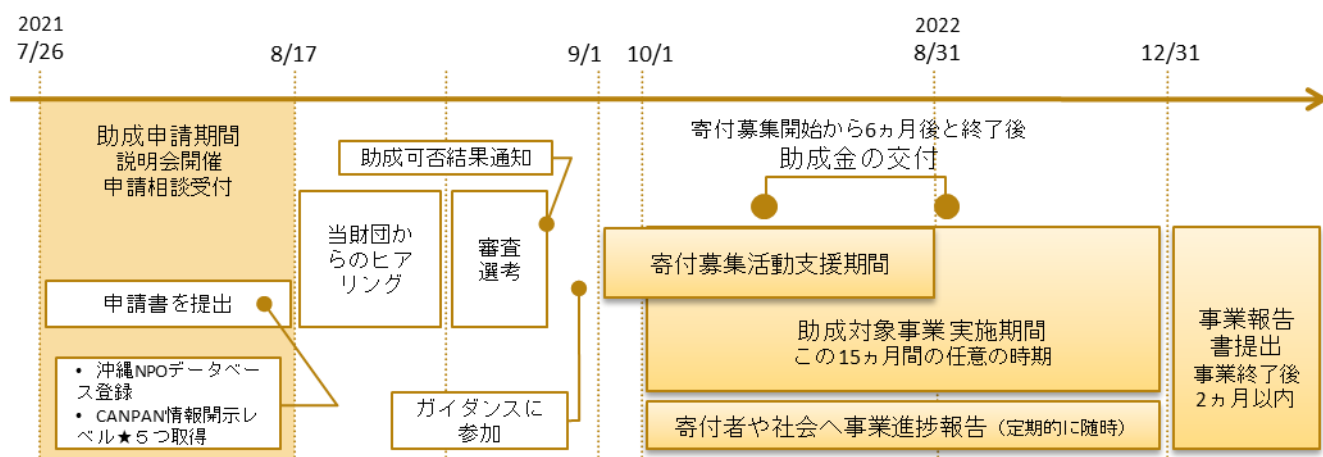 2021
7/26
8/17
9/1
10/1
2022
8/31
12/31
助成申請期間
説明会開催
申請相談受付
申請書を提出
• 沖縄NPOデータベー
ス登録
• CANPAN情報開示レ
ベル★５つ取得
助成可否結果通知
当財団か
らのヒア
リング
審査
選考
ガイダンスに
参加
寄付募集開始から6ヵ月後と終了後
助成金の交付
寄付募集活動支援期間
助成対象事業実施期間
この15ヵ月間の任意の時期
寄付者や社会へ事業進捗報告（定期的に随時）
事業報告
書提出
事業終了後
2ヵ月以内